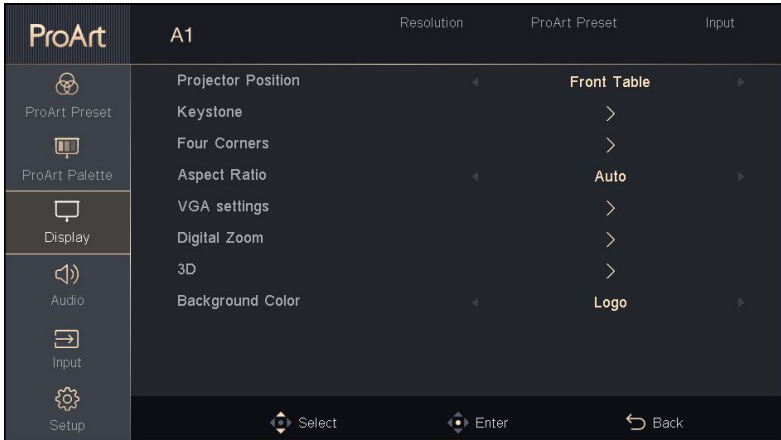 ProArt
A1
Resolution
ProArt Preset
Input
ProArt Preset
ProArt Palette
Display
Audio
Input
Setup
Projector Position Front Table
Keystone
Four Corners
Aspect Ratio Auto
VGA settings
Digital Zoom
3D
Background Color Logo
Select Enter Back